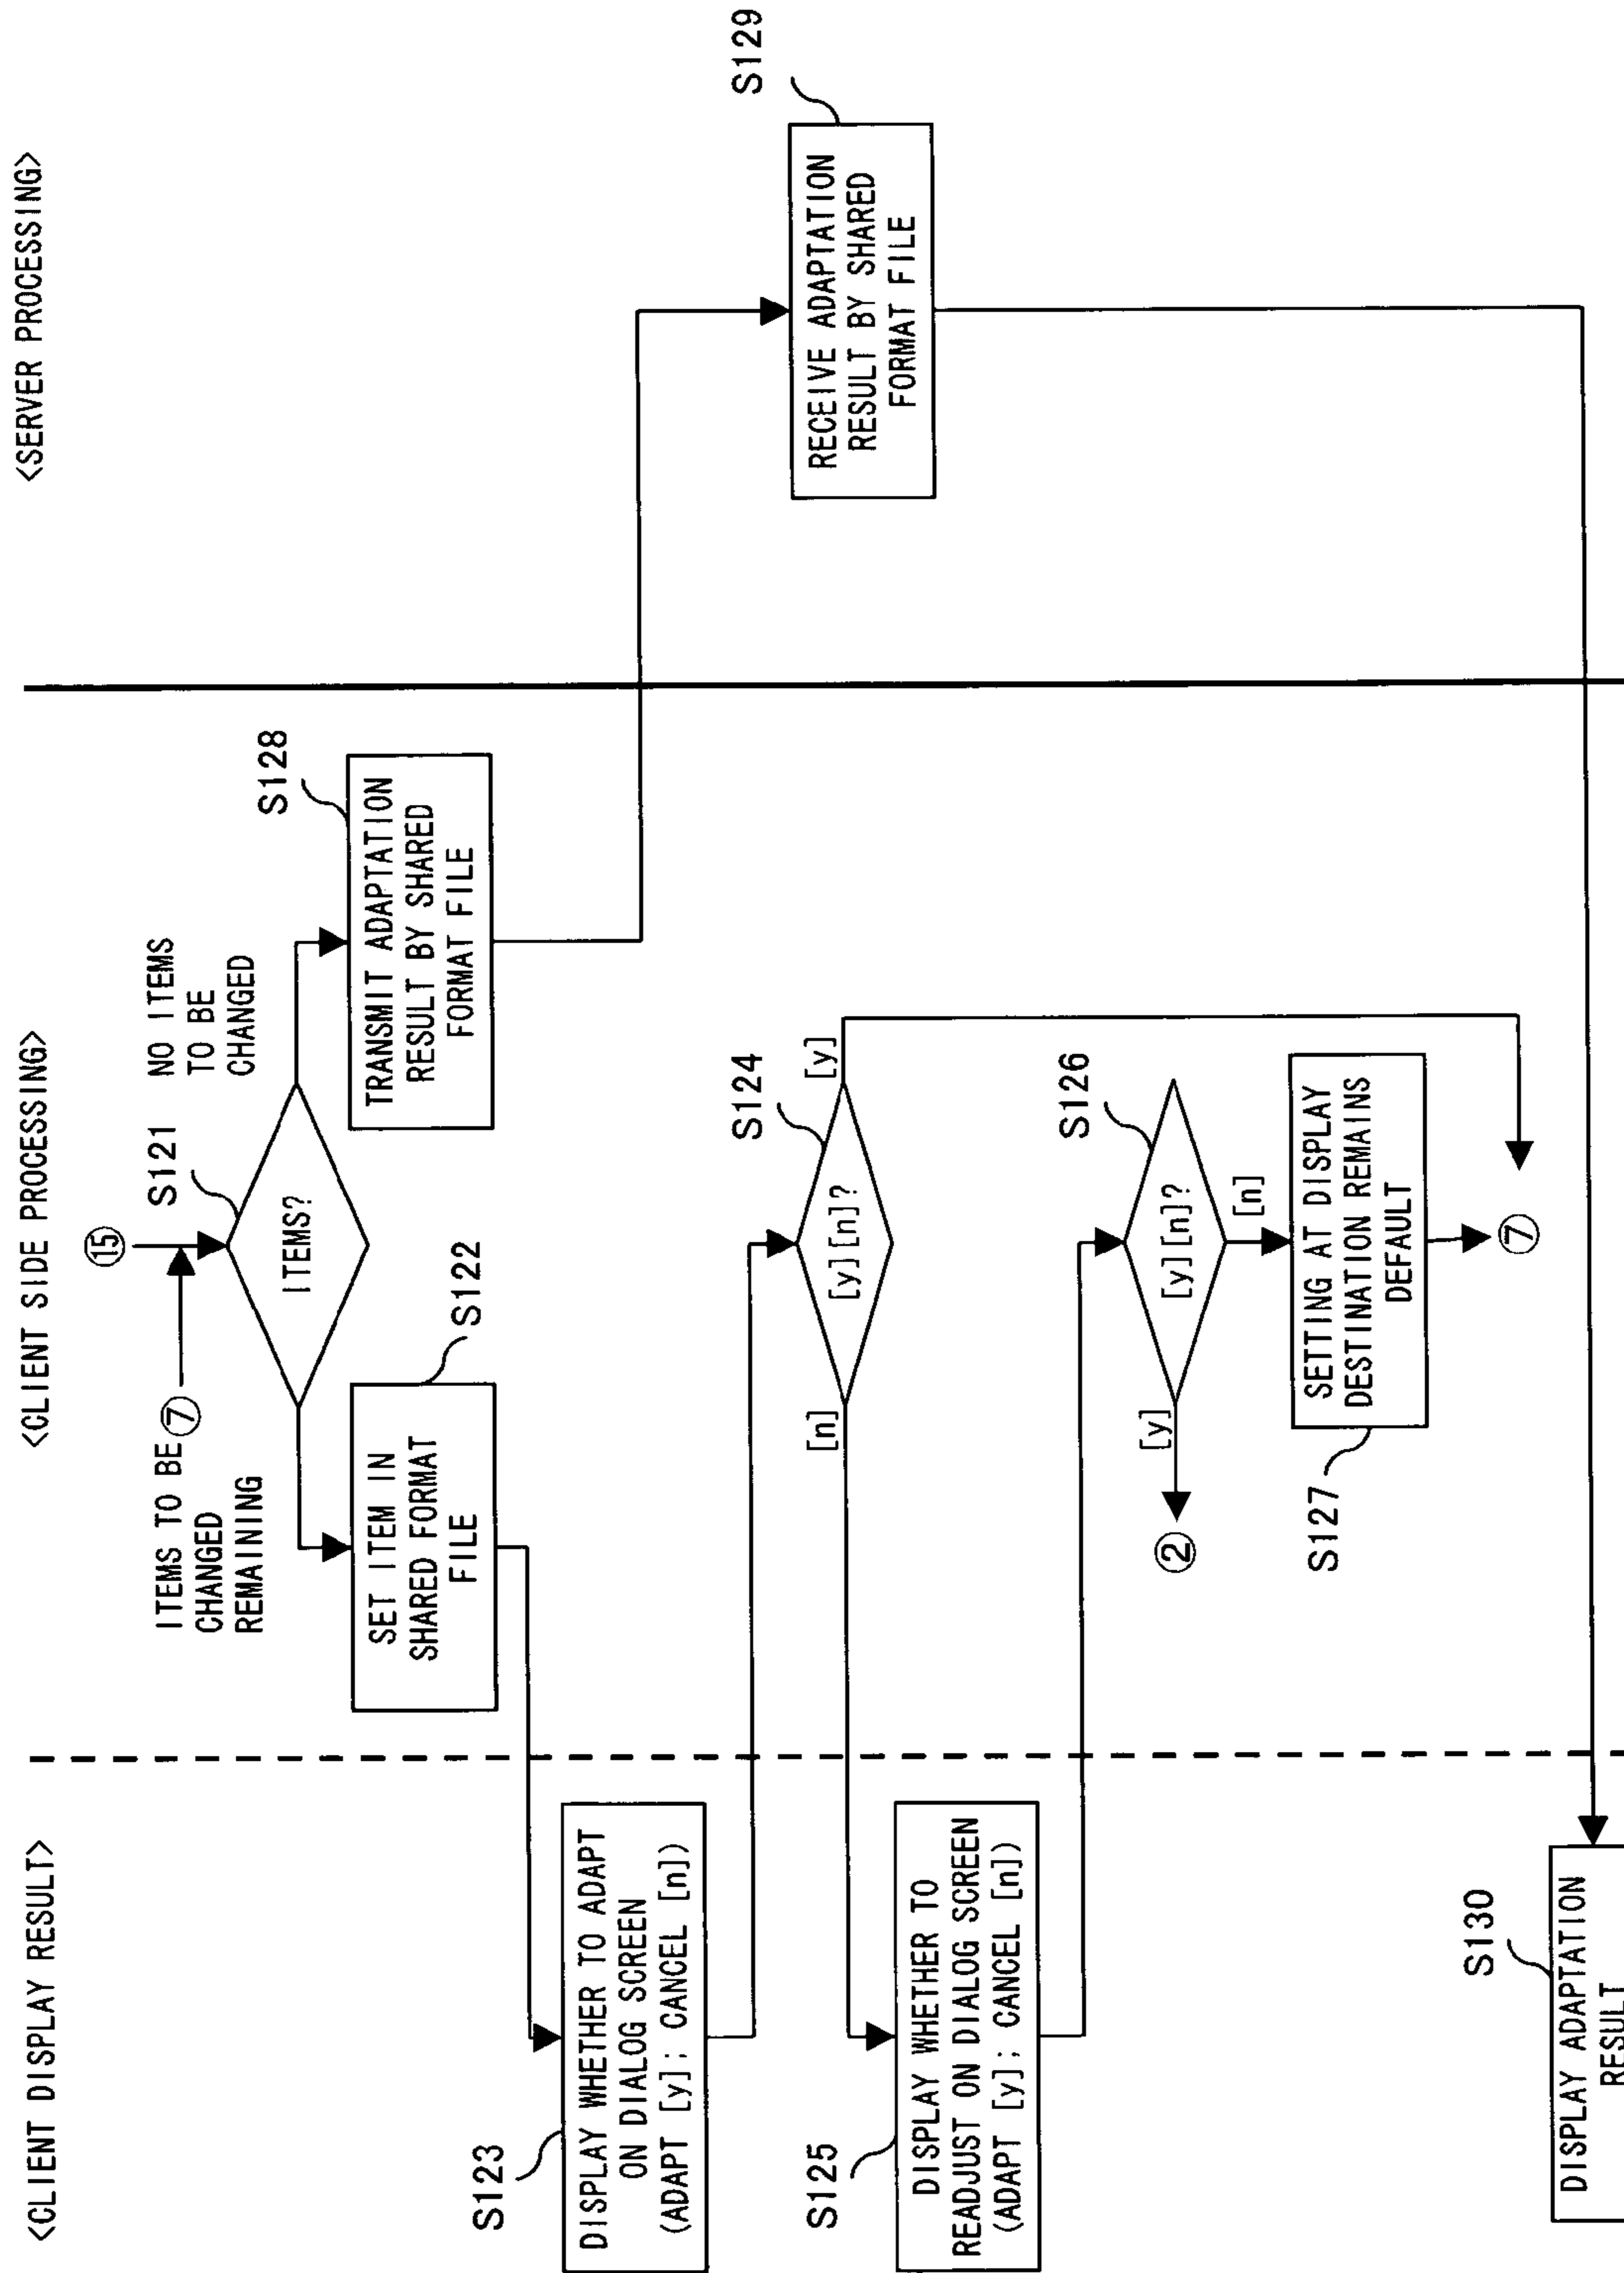 <CLIENT DISPLAY RESULT>
<CLIENT SIDE PROCESSING>
<SERVER PROCESSING>
⑮
ITEMS TO BE
CHANGED
REMAINING
⑦
S121
NO ITEMS
TO BE
CHANGED
ITEMS?
S122
SET ITEM IN
SHARED FORMAT
FILE
S128
TRANSMIT ADAPTATION
RESULT BY SHARED
FORMAT FILE
S123
DISPLAY WHETHER TO ADAPT
ON DIALOG SCREEN
(ADAPT [y]; CANCEL [n])
S124
[y][n]?
[n]
[y]
S129
RECEIVE ADAPTATION
RESULT BY SHARED
FORMAT FILE
S125
DISPLAY WHETHER TO
READJUST ON DIALOG SCREEN
(ADAPT [y]; CANCEL [n])
S126
[y][n]?
[y]
[n]
②
S127
SETTING AT DISPLAY
DESTINATION REMAINS
DEFAULT
⑦
S130
DISPLAY ADAPTATION
RESULT